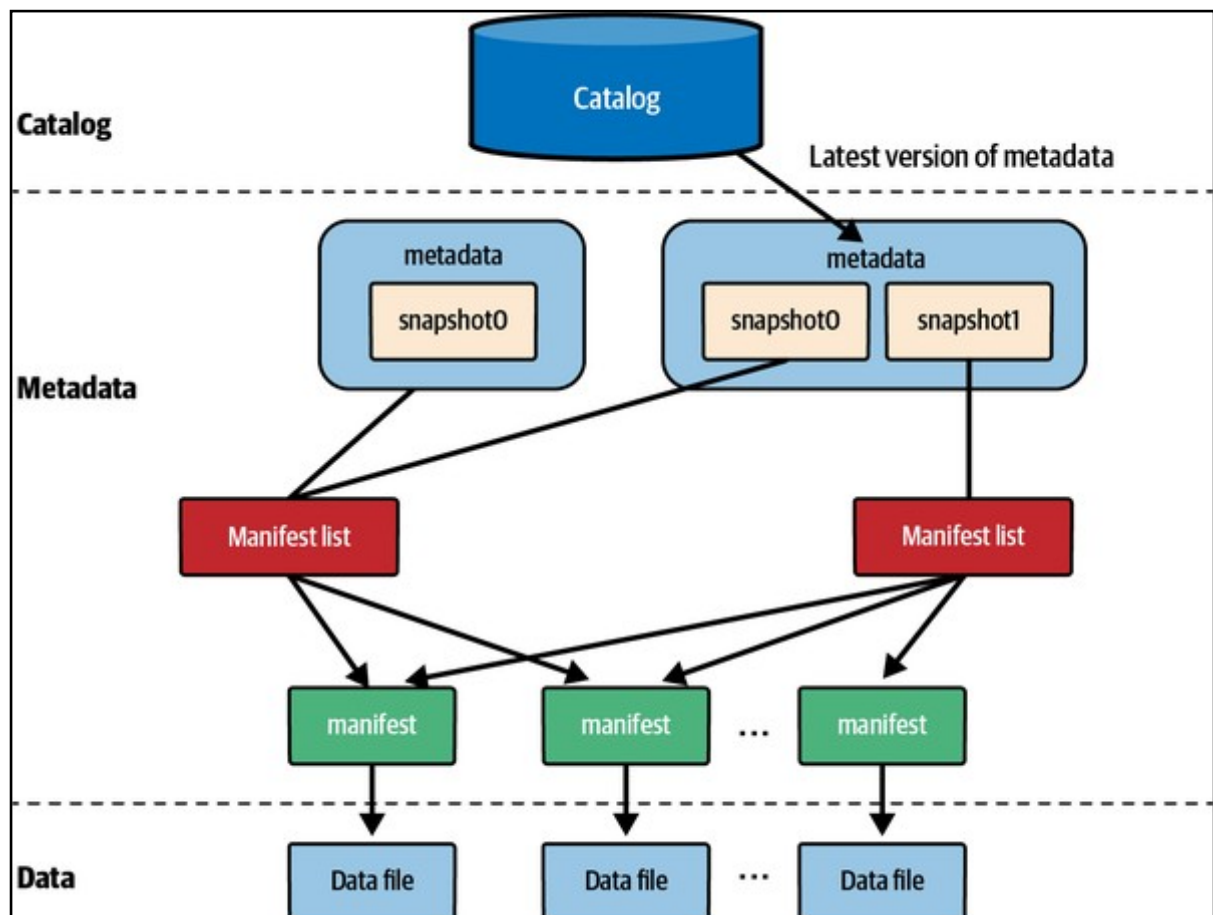 Catalog
Catalog
Latest version of metadata
metadata
metadata
snapshot0
snapshot0
snapshot1
Metadata
Manifest list
Manifest list
manifest
manifest
...
manifest
Data
Data file
Data file
...
Data file